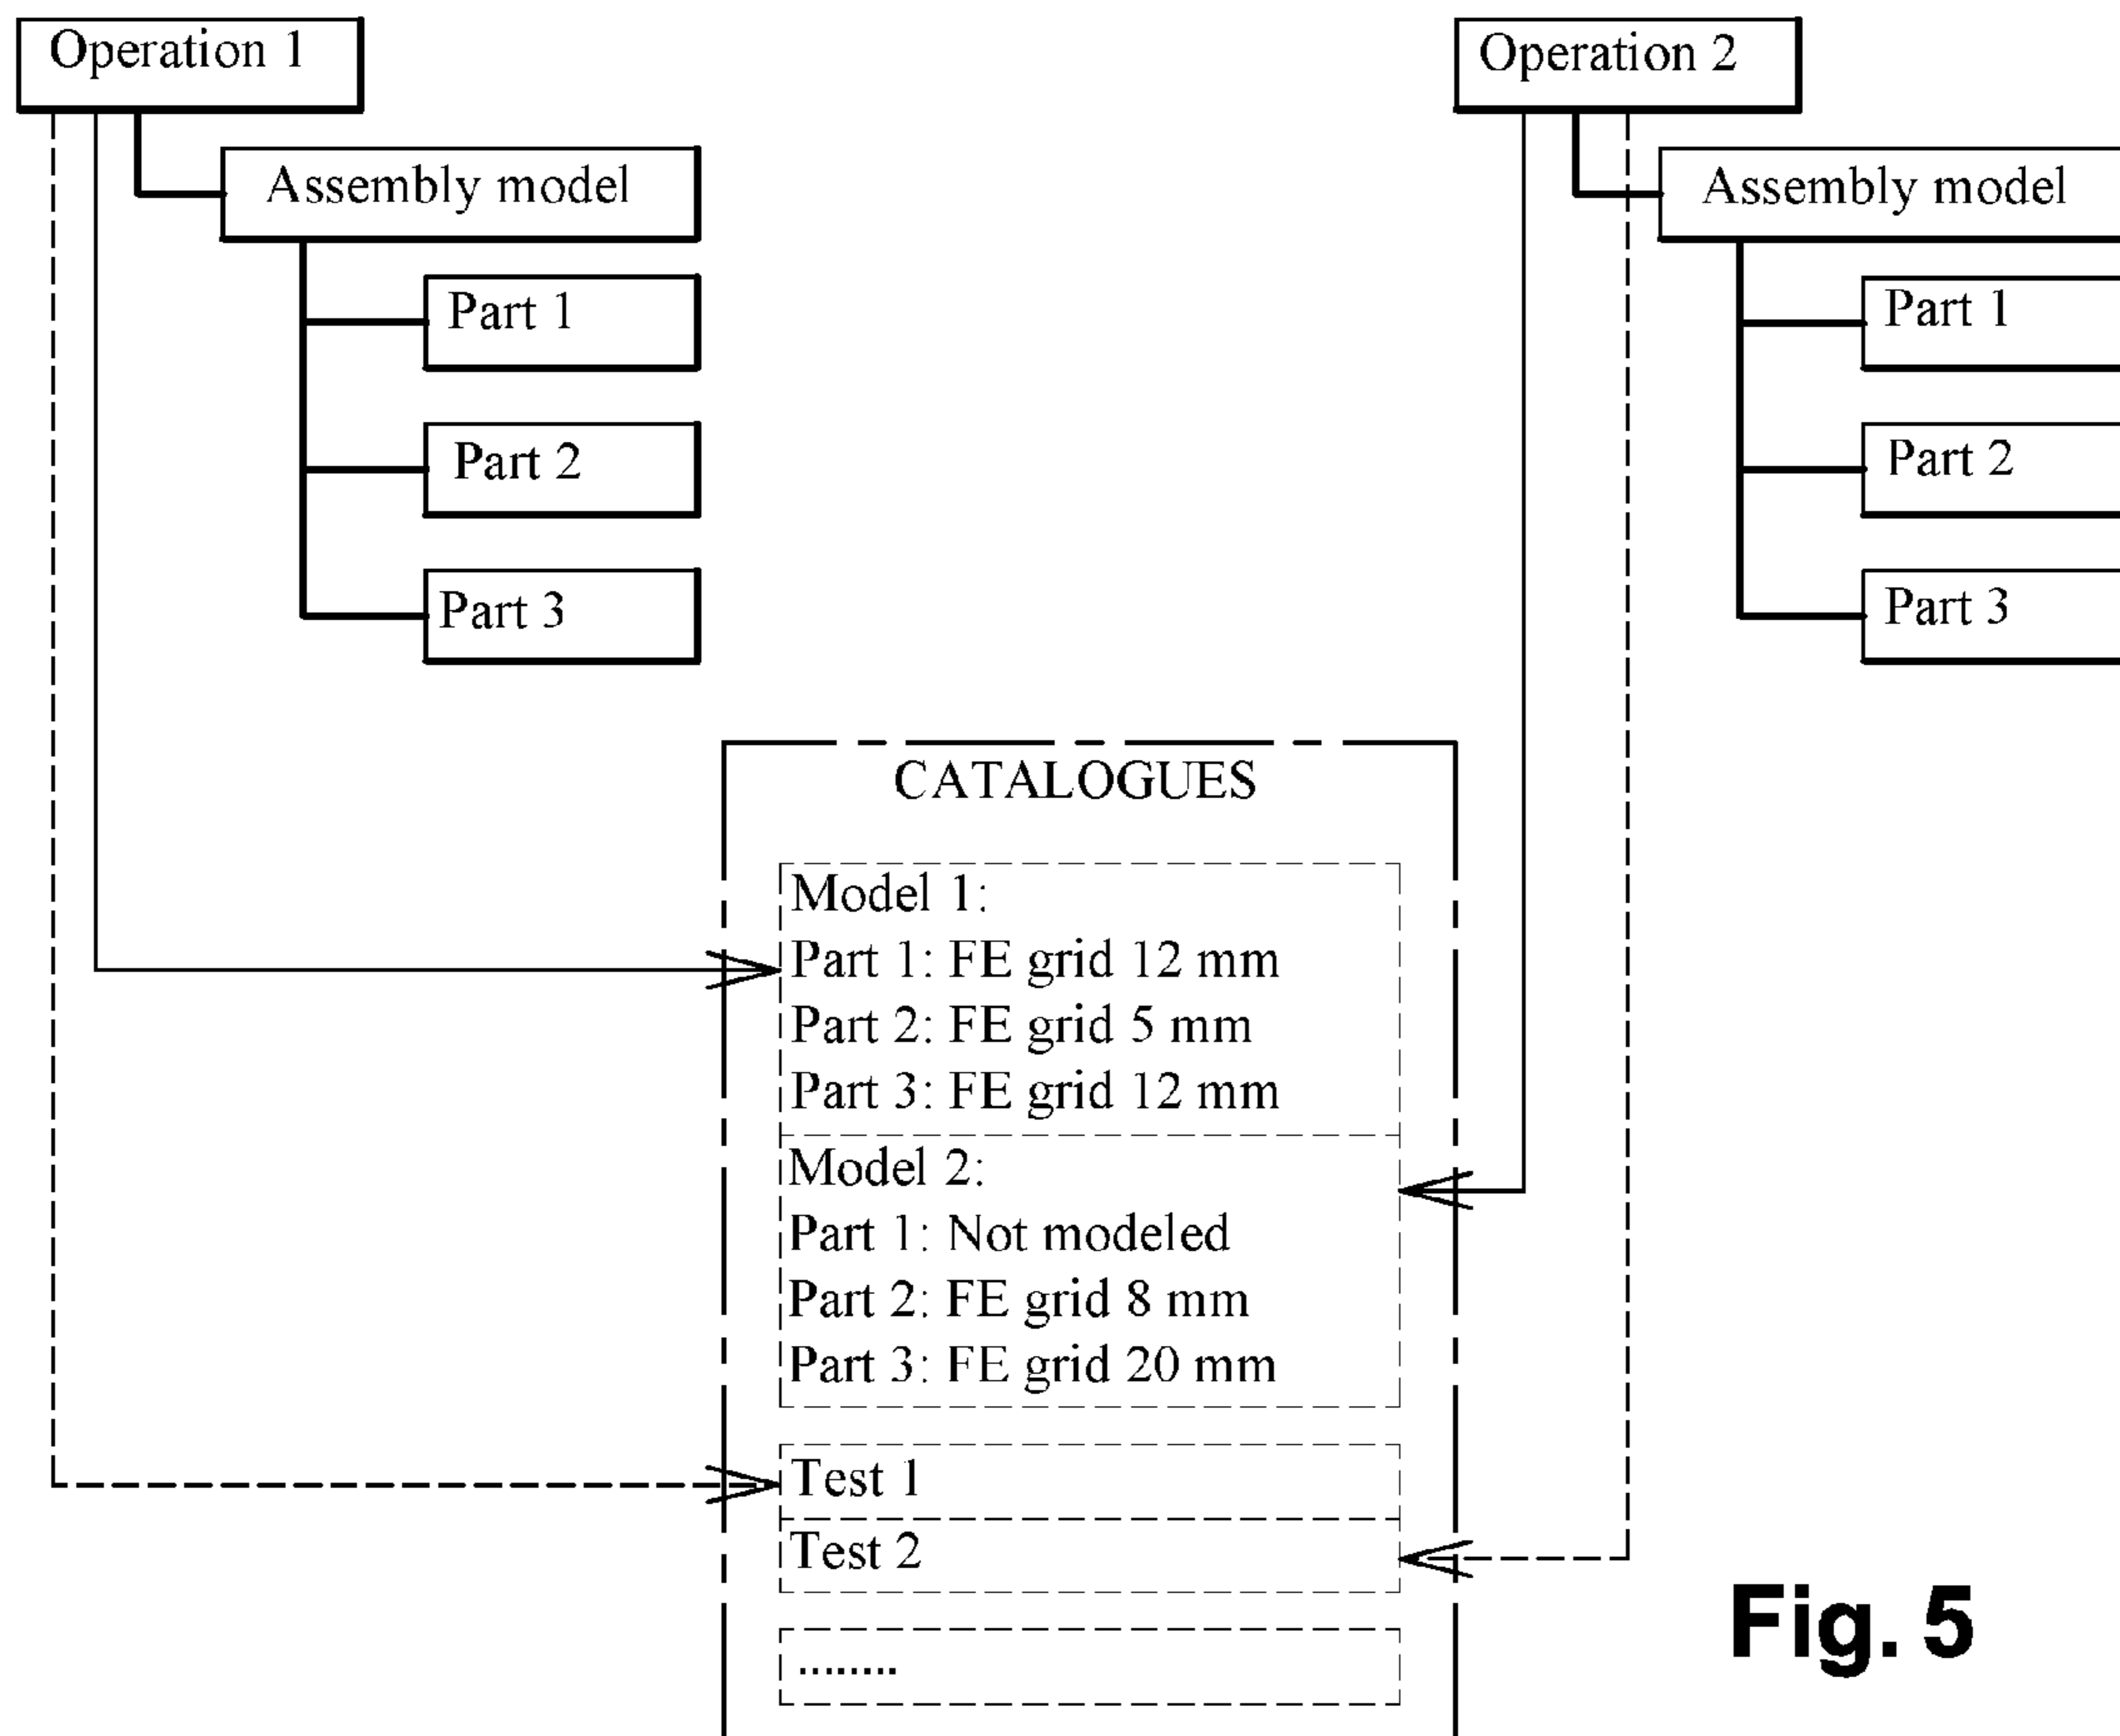 Operation 1
Assembly model
Part 1
Part 2
Part 3
Operation 2
Assembly model
Part 1
Part 2
Part 3
CATALOGUES
Model 1:
Part 1: FE grid 12 mm
Part 2: FE grid 5 mm
Part 3: FE grid 12 mm
Model 2:
Part 1: Not modeled
Part 2: FE grid 8 mm
Part 3: FE grid 20 mm
Test 1
Test 2
........
Fig. 5